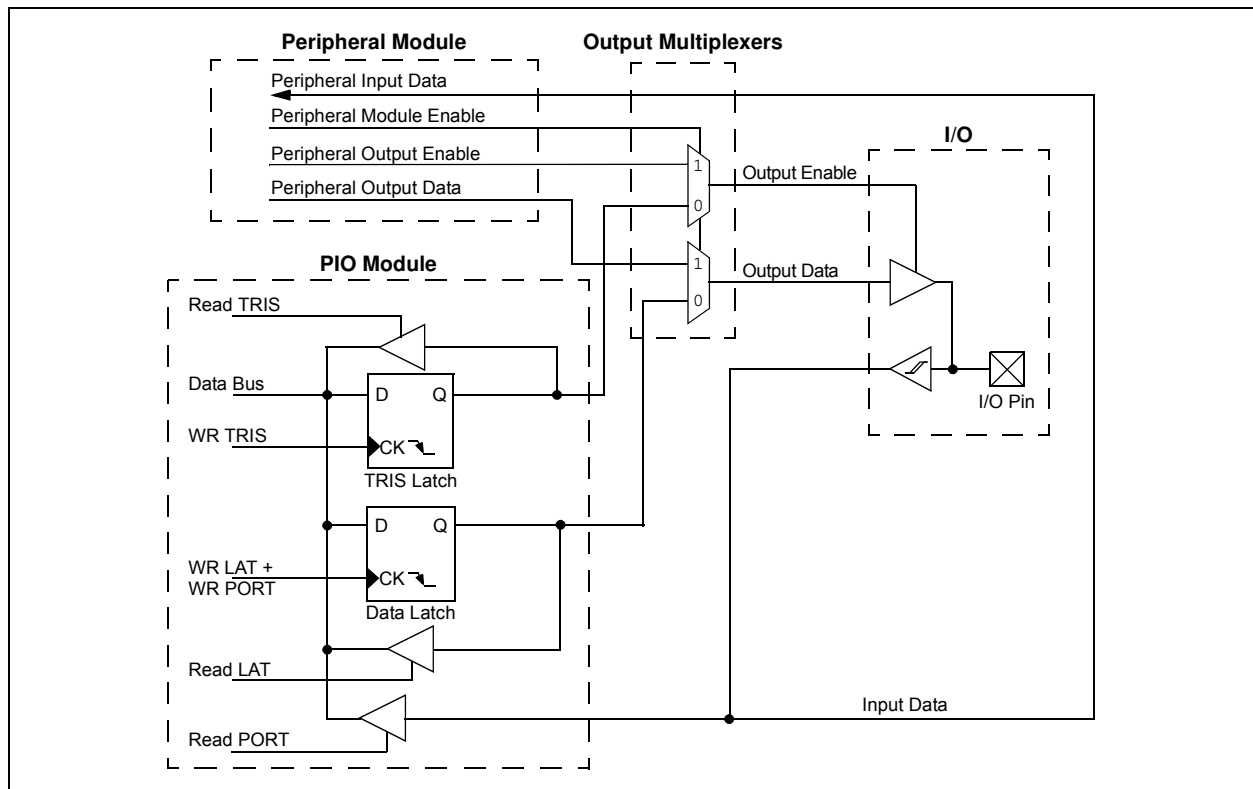 Peripheral Module
Output Multiplexers
Peripheral Input Data
Peripheral Module Enable
Peripheral Output Enable
Peripheral Output Data
1
0
Output Enable
1
0
Output Data
I/O
I/O Pin
PIO Module
Read TRIS
Data Bus
D Q
WR TRIS
CK
TRIS Latch
D Q
WR LAT +
WR PORT
CK
Data Latch
Read LAT
Read PORT
Input Data